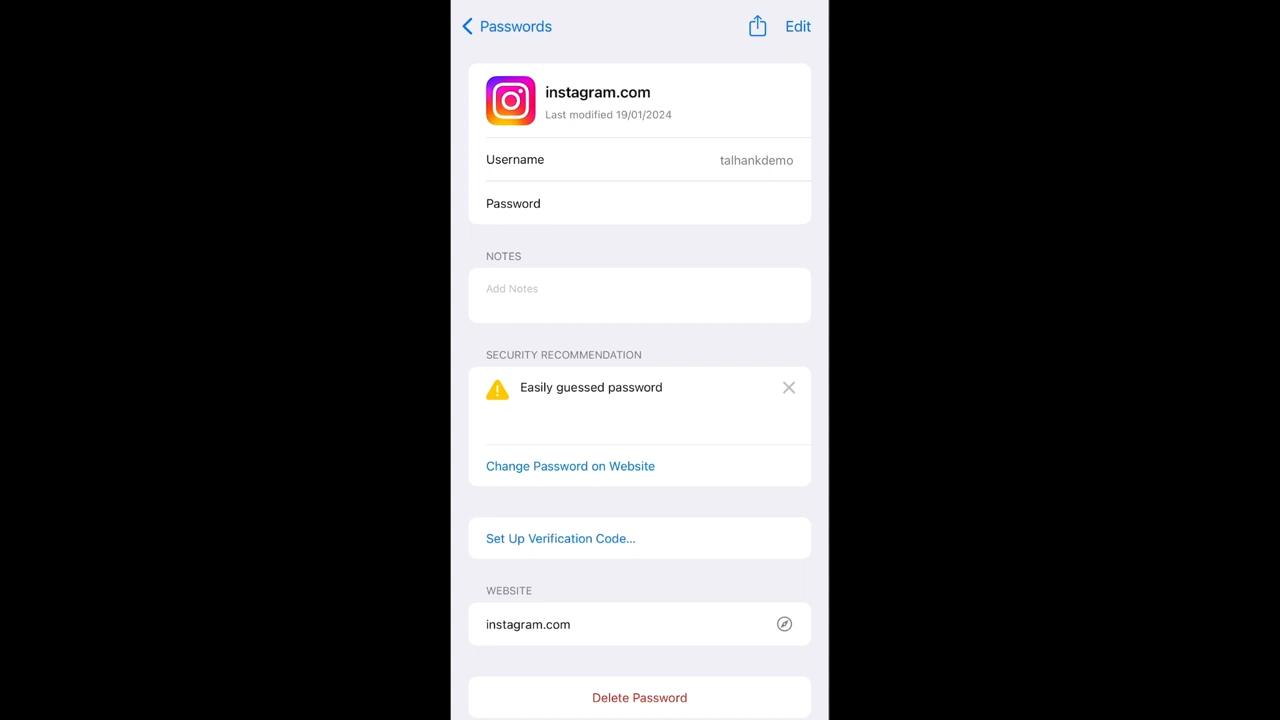 Passwords
Edit
instagram.com
Last modified 19/01/2024
Username talhankdemo
Password
NOTES
Add Notes
SECURITY RECOMMENDATION
Easily guessed password
Change Password on Website
Set Up Verification Code...
WEBSITE
instagram.com
Delete Password